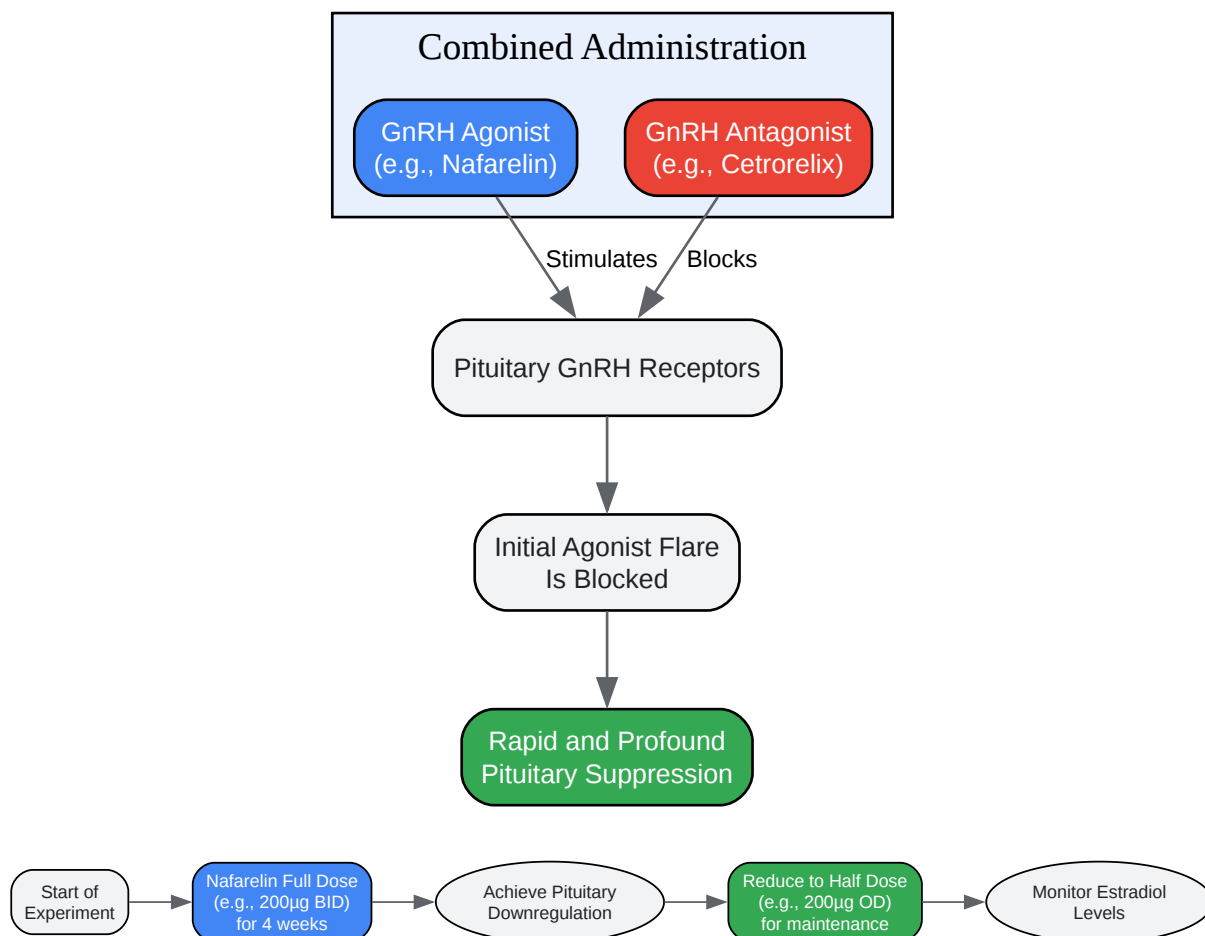 Combined Administration
GnRH Agonist
(e.g., Nafarelin)
GnRH Antagonist
(e.g., Cetrorelix)
Stimulates
Blocks
Pituitary GnRH Receptors
Initial Agonist Flare
Is Blocked
Rapid and Profound
Pituitary Suppression
Start of
Experiment
Nafarelin Full Dose
(e.g., 200µg BID)
for 4 weeks
Achieve Pituitary
Downregulation
Reduce to Half Dose
(e.g., 200µg OD)
for maintenance
Monitor Estradiol
Levels